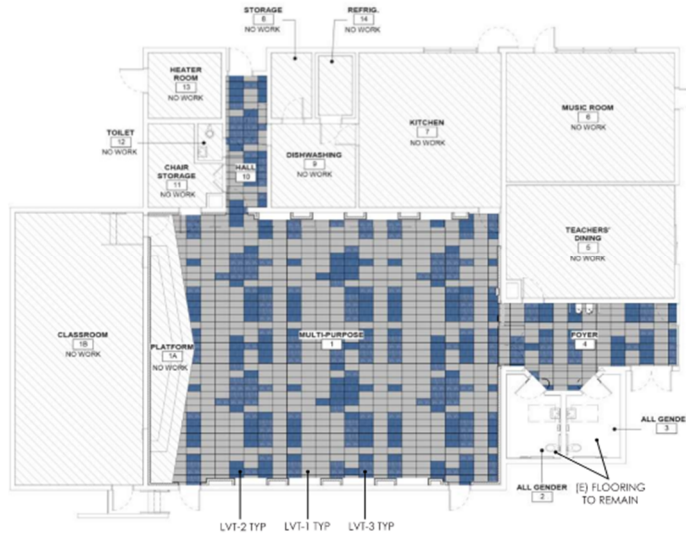 STORAGE
8
NO WORK
REFRIG.
14
NO WORK
HEATER
ROOM
13
NO WORK
MUSIC ROOM
6
NO WORK
KITCHEN
7
NO WORK
TOILET
12
NO WORK
DISHWASHING
9
NO WORK
CHAIR
STORAGE
11
NO WORK
HALL
10
TEACHERS'
DINING
5
NO WORK
CLASSROOM
1B
NO WORK
PLATFORM
1A
NO WORK
MULTI-PURPOSE
1
FOYER
4
ALL GENDE
3
ALL GENDER
2
(E) FLOORING
TO REMAIN
LVT-2 TYP
LVT-1 TYP
LVT-3 TYP